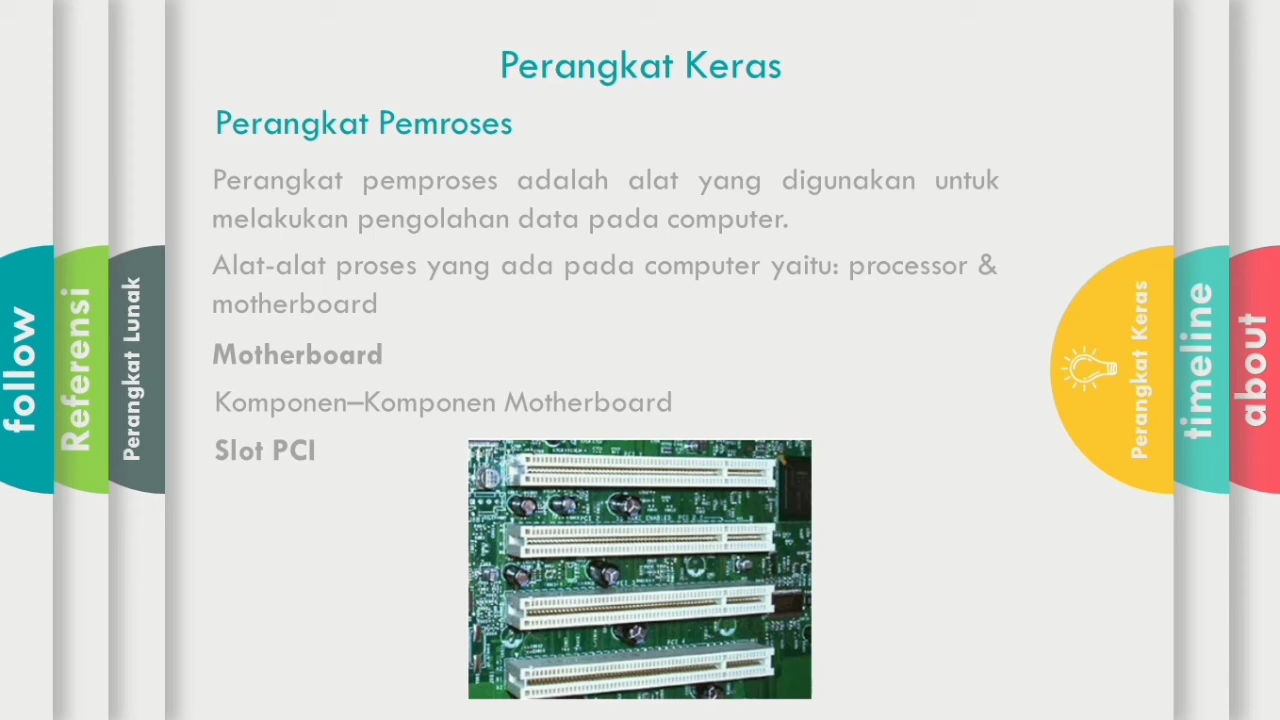 Perangkat Keras
Perangkat Pemroses
Perangkat pemproses adalah alat yang digunakan untuk
melakukan pengolahan data pada computer.
Alat-alat proses yang ada pada computer yaitu: processor &
motherboard
Motherboard
Komponen–Komponen Motherboard
Slot PCI
follow
Referensi
Perangkat Lunak
Perangkat Keras
timeline
about